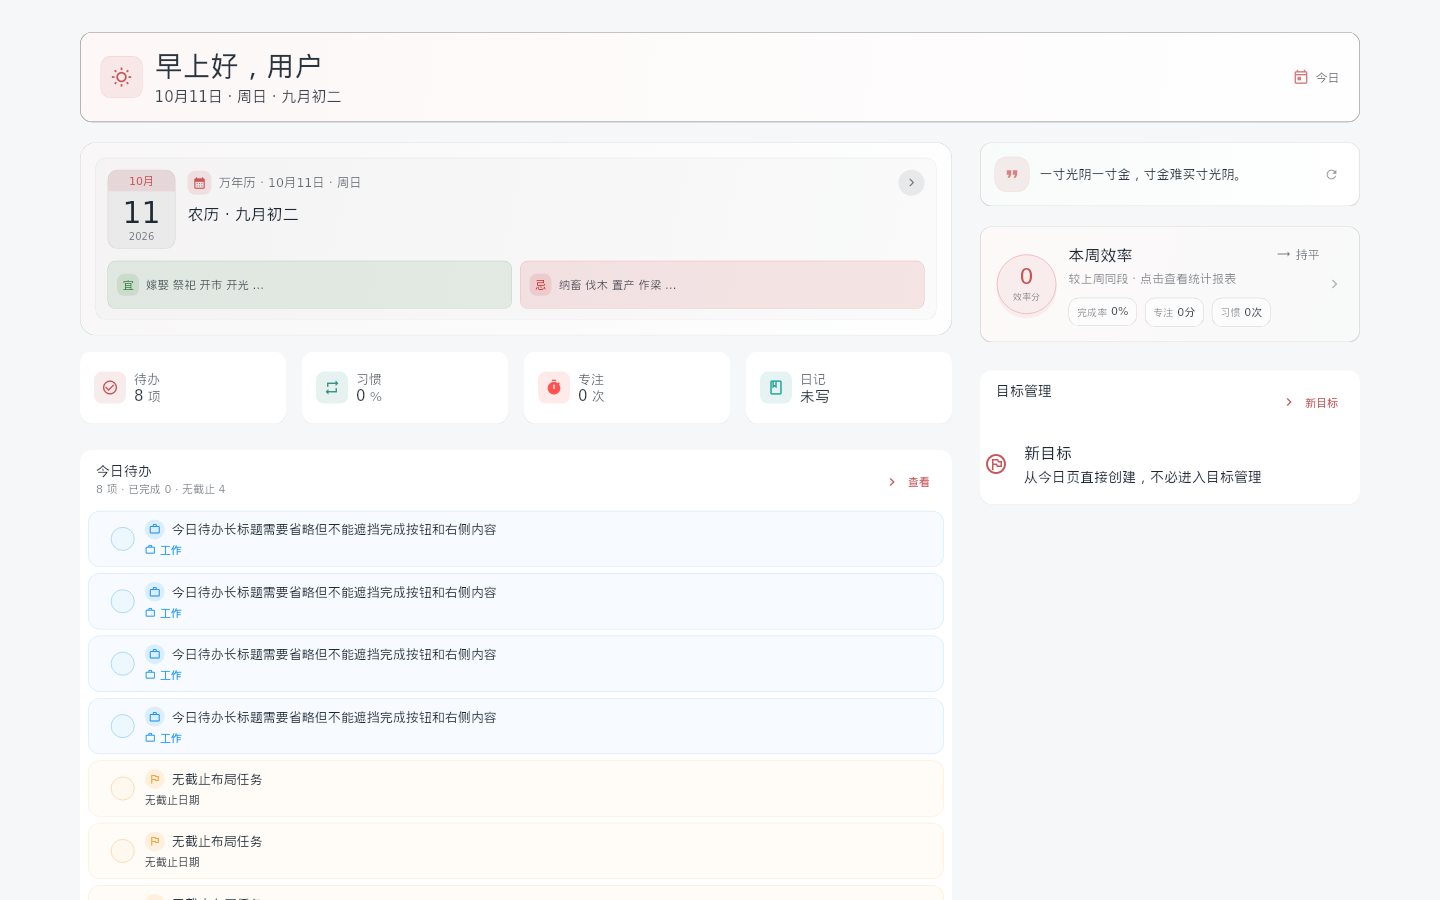 早上好，用户
10月11日 · 周日 · 九月初二
今日
10月
11
2026
万年历 · 10月11日 · 周日
农历 · 九月初二
宜
嫁娶 祭祀 开市 开光 ...
忌
纳畜 伐木 置产 作梁 ...
待办
8 项
习惯
0 %
专注
0 次
日记
未写
今日待办
8 项 · 已完成 0 · 无截止 4
查看
今日待办长标题需要省略但不能遮挡完成按钮和右侧内容
工作
今日待办长标题需要省略但不能遮挡完成按钮和右侧内容
工作
今日待办长标题需要省略但不能遮挡完成按钮和右侧内容
工作
今日待办长标题需要省略但不能遮挡完成按钮和右侧内容
工作
无截止布局任务
无截止日期
无截止布局任务
无截止日期
一寸光阴一寸金，寸金难买寸光阴。
0
效率分
本周效率
持平
较上周同段 · 点击查看统计报表
完成率 0%
专注 0分
习惯 0次
目标管理
新目标
新目标
从今日页直接创建，不必进入目标管理